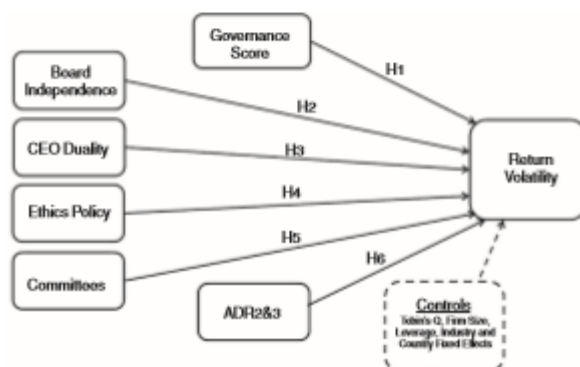 Governance
Score
H1
Board
Independence
H2
CEO Duality
H3
Return
Volatility
Ethics Policy
H4
H5
Committees
H6
ADR2&3
Controls
Tobin's Q, Firm Size,
Leverage, Industry and
Country Fixed Effects